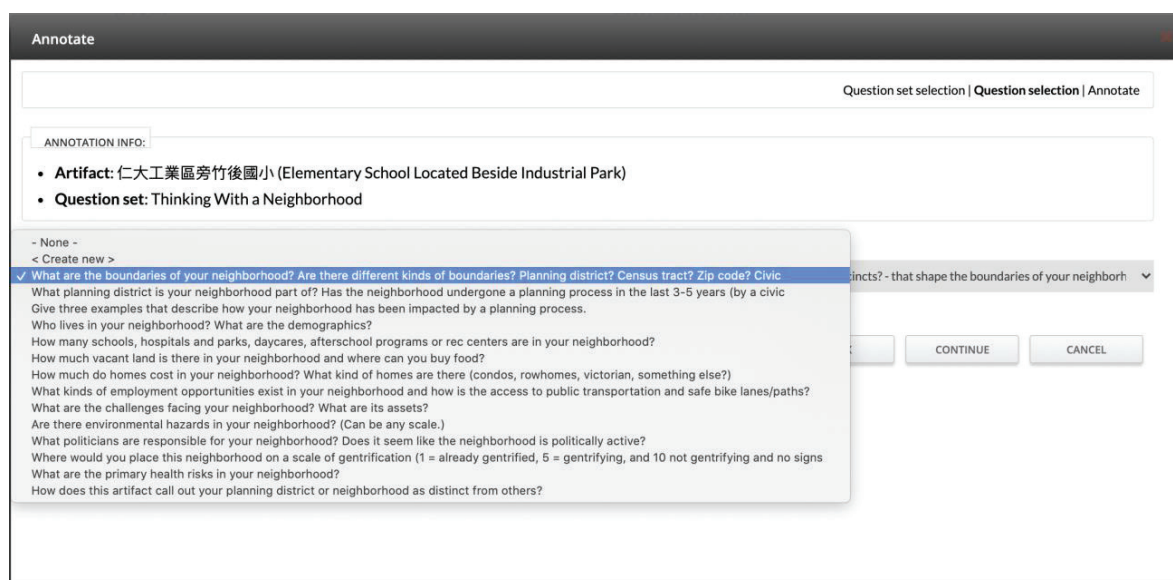 Annotate
Question set selection | Question selection | Annotate
ANNOTATION INFO:
• Artifact: 仁大工業區旁竹後國小 (Elementary School Located Beside Industrial Park)
• Question set: Thinking With a Neighborhood
- None -
< Create new >
✓ What are the boundaries of your neighborhood? Are there different kinds of boundaries? Planning district? Census tract? Zip code? Civic
incts? - that shape the boundaries of your neighborh
What planning district is your neighborhood part of? Has the neighborhood undergone a planning process in the last 3-5 years (by a civic
Give three examples that describe how your neighborhood has been impacted by a planning process.
Who lives in your neighborhood? What are the demographics?
How many schools, hospitals and parks, daycares, afterschool programs or rec centers are in your neighborhood?
How much vacant land is there in your neighborhood and where can you buy food?
How much do homes cost in your neighborhood? What kind of homes are there (condos, rowhomes, victorian, something else?)
What kinds of employment opportunities exist in your neighborhood and how is the access to public transportation and safe bike lanes/paths?
What are the challenges facing your neighborhood? What are its assets?
Are there environmental hazards in your neighborhood? (Can be any scale.)
What politicians are responsible for your neighborhood? Does it seem like the neighborhood is politically active?
Where would you place this neighborhood on a scale of gentrification (1 = already gentrified, 5 = gentrifying, and 10 not gentrifying and no signs
What are the primary health risks in your neighborhood?
How does this artifact call out your planning district or neighborhood as distinct from others?
CONTINUE
CANCEL